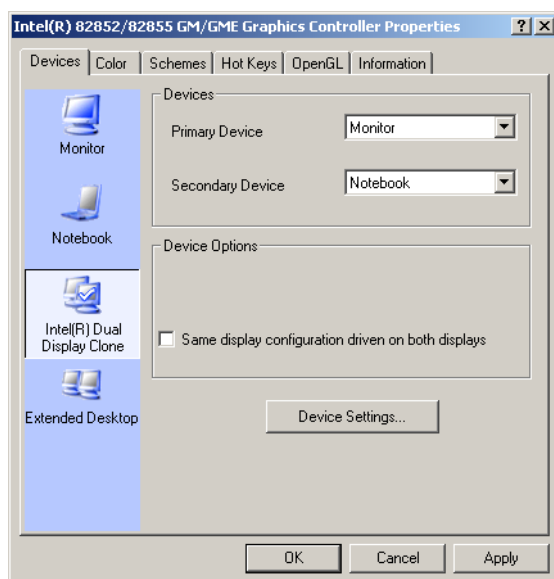 Intel(R) 82852/82855 GM/GME Graphics Controller Properties
Devices Color Schemes Hot Keys OpenGL Information
Monitor
Notebook
Intel(R) Dual
Display Clone
Extended Desktop
Devices
Primary Device Monitor
Secondary Device Notebook
Device Options
Same display configuration driven on both displays
Device Settings...
OK Cancel Apply